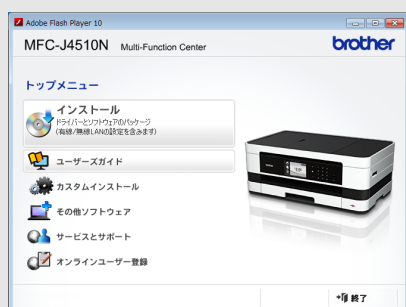 Adobe Flash Player 10
MFC-J4510N Multi-Function Center
brother
トップメニュー
インストール
ドライバーとソフトウェアのパッケージ
(有線/無線LANの設定を含みます)
ユーザーズガイド
カスタムインストール
その他ソフトウェア
サービスとサポート
オンラインユーザー登録
終了